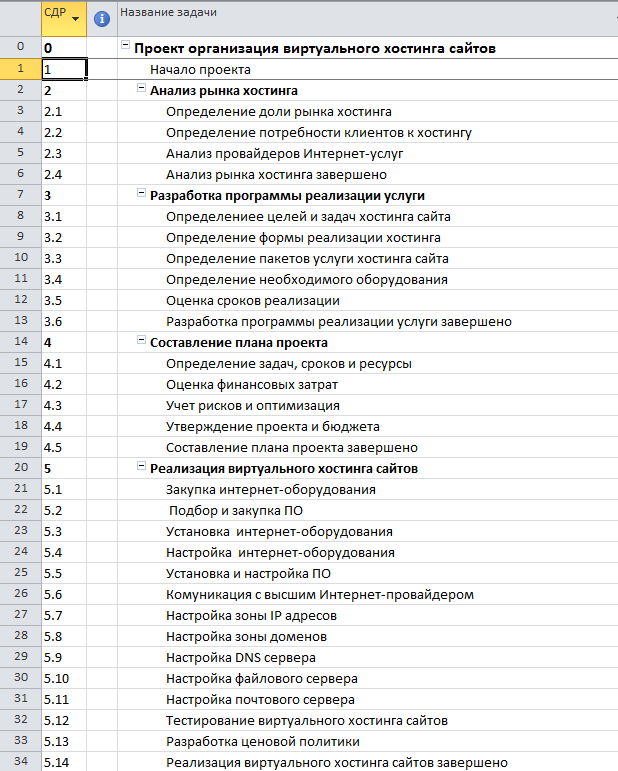 СДР Название задачи
0 0 Проект организация виртуального хостинга сайтов
1 1 Начало проекта
2 2 Анализ рынка хостинга
3 2.1 Определение доли рынка хостинга
4 2.2 Определение потребности клиентов к хостингу
5 2.3 Анализ провайдеров Интернет-услуг
6 2.4 Анализ рынка хостинга завершено
7 3 Разработка программы реализации услуги
8 3.1 Определениее целей и задач хостинга сайта
9 3.2 Определение формы реализации хостинга
10 3.3 Определение пакетов услуги хостинга сайта
11 3.4 Определение необходимого оборудования
12 3.5 Оценка сроков реализации
13 3.6 Разработка программы реализации услуги завершено
14 4 Составление плана проекта
15 4.1 Определение задач, сроков и ресурсы
16 4.2 Оценка финансовых затрат
17 4.3 Учет рисков и оптимизация
18 4.4 Утверждение проекта и бюджета
19 4.5 Составление плана проекта завершено
20 5 Реализация виртуального хостинга сайтов
21 5.1 Закупка интернет-оборудования
22 5.2 Подбор и закупка ПО
23 5.3 Установка интернет-оборудования
24 5.4 Настройка интернет-оборудования
25 5.5 Установка и настройка ПО
26 5.6 Комуникация с высшим Интернет-провайдером
27 5.7 Настройка зоны IP адресов
28 5.8 Настройка зоны доменов
29 5.9 Настройка DNS сервера
30 5.10 Настройка файлового сервера
31 5.11 Настройка почтового сервера
32 5.12 Тестирование виртуального хостинга сайтов
33 5.13 Разработка ценовой политики
34 5.14 Реализация виртуального хостинга сайтов завершено